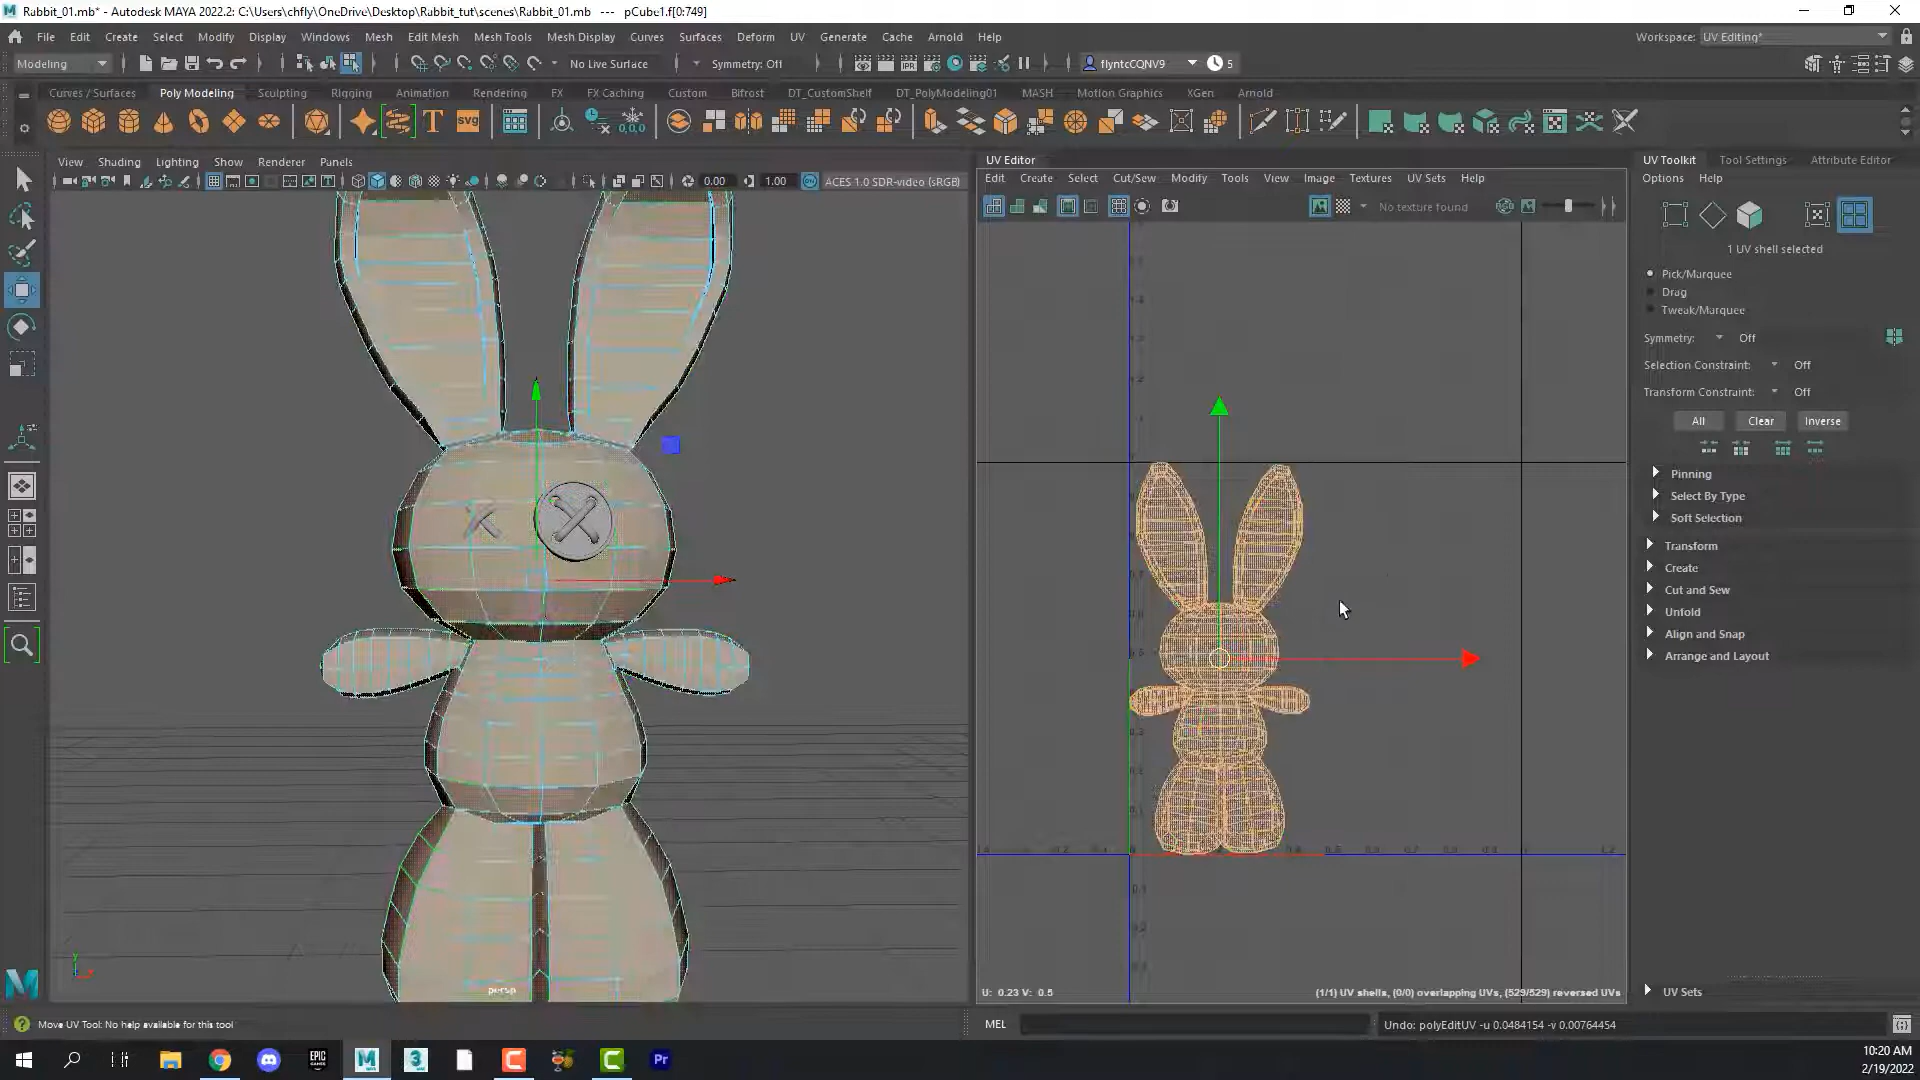 Rabbit_01.mb* - Autodesk MAYA 2022.2: C:\Users\chfly\OneDrive\Desktop\Rabbit_tut\scenes\Rabbit_01.mb --- pCube1.f[0:749]
File Edit Create Select Modify Display Windows Mesh Edit Mesh Mesh Tools Mesh Display Curves Surfaces Deform UV Generate Cache Arnold Help
Workspace: UV Editing*
Modeling No Live Surface Symmetry: Off flyntcCQNV9 5
Curves / Surfaces Poly Modeling Sculpting Rigging Animation Rendering FX FX Caching Custom Bifrost DT_CustomShelf DT_PolyModeling01 MASH Motion Graphics XGen Arnold
View Shading Lighting Show Renderer Panels
0.00 1.00 ACES 1.0 SDR-video (sRGB)
persp
UV Editor
Edit Create Select Cut/Sew Modify Tools View Image Textures UV Sets Help
No texture found
U: 0.23 V: 0.5 (1/1) UV shells, (0/0) overlapping UVs, (529/529) reversed UVs
UV Toolkit Tool Settings Attribute Editor
Options Help
1 UV shell selected
Pick/Marquee
Drag
Tweak/Marquee
Symmetry: Off
Selection Constraint: Off
Transform Constraint: Off
All Clear Inverse
Pinning
Select By Type
Soft Selection
Transform
Create
Cut and Sew
Unfold
Align and Snap
Arrange and Layout
UV Sets
Move UV Tool: No help available for this tool
MEL
Undo: polyEditUV -u 0.0484154 -v 0.00764454
10:20 AM
2/19/2022